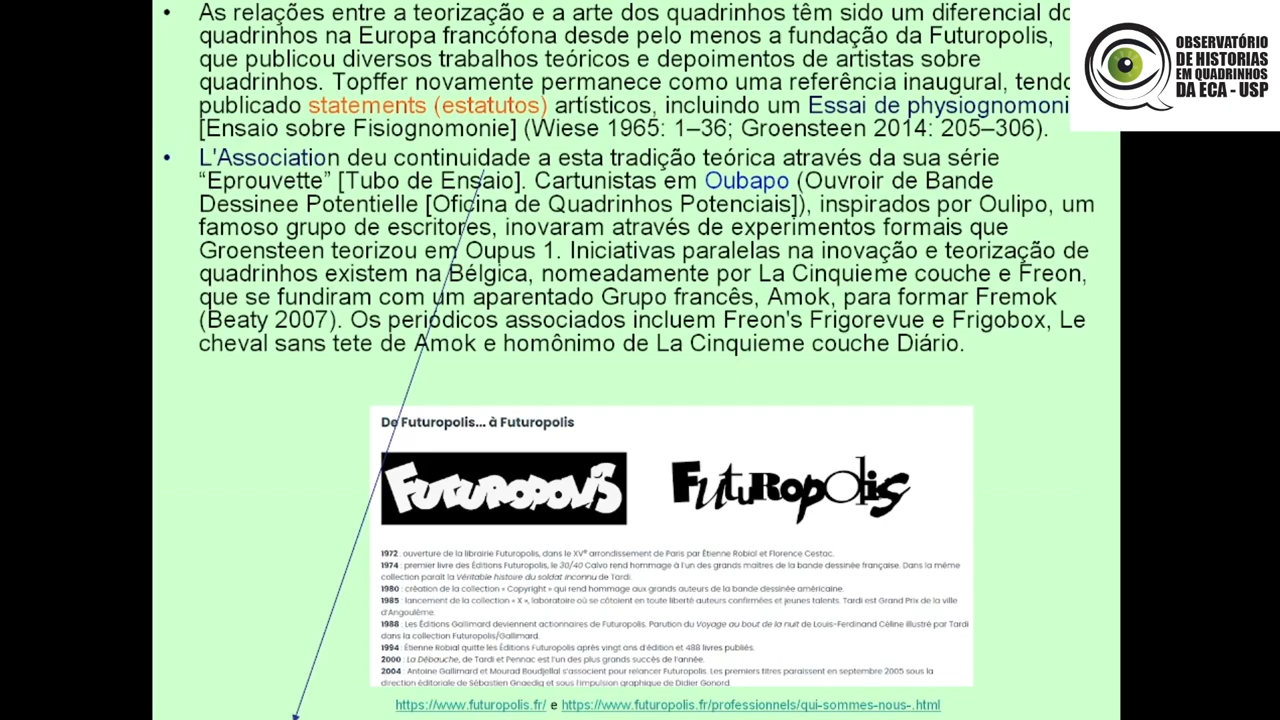 • As relações entre a teorização e a arte dos quadrinhos têm sido um diferencial do
quadrinhos na Europa francófona desde pelo menos a fundação da Futuropolis,
que publicou diversos trabalhos teóricos e depoimentos de artistas sobre
quadrinhos. Topffer novamente permanece como uma referência inaugural, tendo
publicado statements (estatutos) artísticos, incluindo um Essai de physiognomoni
[Ensaio sobre Fisiognomonie] (Wiese 1965: 1–36; Groensteen 2014: 205–306).
• L'Association deu continuidade a esta tradição teórica através da sua série
“Eprouvette” [Tubo de Ensaio]. Cartunistas em Oubapo (Ouvroir de Bande
Dessinee Potentielle [Oficina de Quadrinhos Potenciais]), inspirados por Oulipo, um
famoso grupo de escritores, inovaram através de experimentos formais que
Groensteen teorizou em Oupus 1. Iniciativas paralelas na inovação e teorização de
quadrinhos existem na Bélgica, nomeadamente por La Cinquieme couche e Freon,
que se fundiram com um aparentado Grupo francês, Amok, para formar Fremok
(Beaty 2007). Os periódicos associados incluem Freon's Frigorevue e Frigobox, Le
cheval sans tete de Amok e homônimo de La Cinquieme couche Diário.
OBSERVATÓRIO
DE HISTORIAS
EM QUADRINHOS
DA ECA - USP
De Futuropolis... à Futuropolis
FUTUROPOLIS
FuTuRopOlis
1972 : ouverture de la librairie Futuropolis, dans le XVe arrondissement de Paris par Étienne Robial et Florence Cestac.
1974 : premier livre des Éditions Futuropolis, le 30/40 Calvo rend hommage à l'un des grands maîtres de la bande dessinée française. Dans la même
collection paraît la Véritable histoire du soldat inconnu de Tardi.
1980 : création de la collection « Copyright » qui rend hommage aux grands auteurs de la bande dessinée américaine.
1985 : lancement de la collection « X », laboratoire où se côtoient en toute liberté auteurs confirmées et jeunes talents. Tardi est Grand Prix de la ville
d'Angoulême.
1988 : Les Éditions Gallimard deviennent actionnaires de Futuropolis. Parution du Voyage au bout de la nuit de Louis-Ferdinand Céline illustré par Tardi
dans la collection Futuropolis/Gallimard.
1994 : Étienne Robial quitte les Éditions Futuropolis après vingt ans d'édition et 488 livres publiés.
2000 : La Débauche, de Tardi et Pennac est l'un des plus grands succès de l'année.
2004 : Antoine Gallimard et Mourad Boudjellal s'associent pour relancer Futuropolis. Les premiers titres paraissent en septembre 2005 sous la
direction éditoriale de Sébastien Gnaedig et sous l'impulsion graphique de Didier Gonord.
https://www.futuropolis.fr/ e https://www.futuropolis.fr/professionnels/qui-sommes-nous-.html